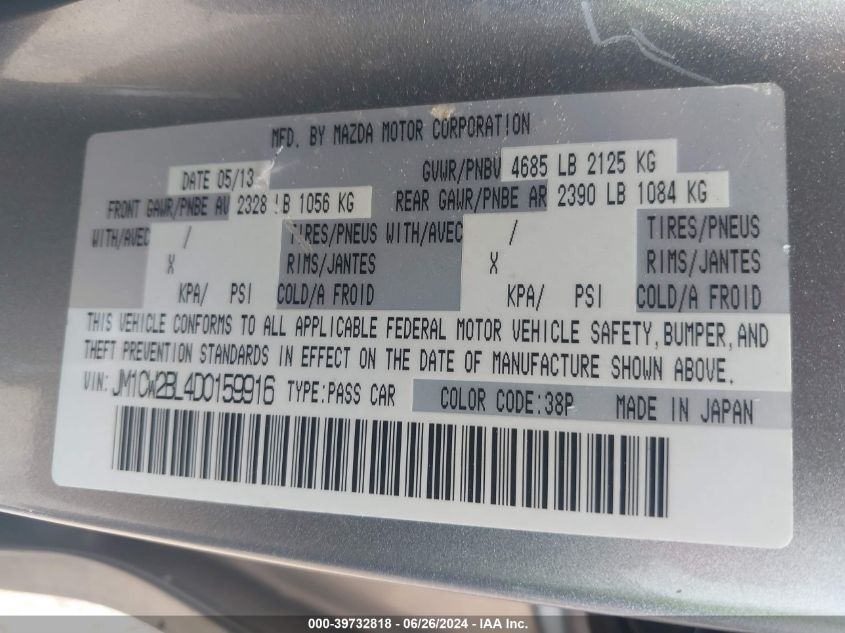 MFD. BY MAZDA MOTOR CORPORATION
DATE 05/13 GVWR/PNBV 4685 LB 2125 KG
FRONT GAWR/PNBE AV 2328 LB 1056 KG REAR GAWR/PNBE AR 2390 LB 1084 KG
WITH/AVEC / TIRES/PNEUS WITH/AVEC / TIRES/PNEUS
X RIMS/JANTES X RIMS/JANTES
KPA/ PSI COLD/A FROID KPA/ PSI COLD/A FROID
THIS VEHICLE CONFORMS TO ALL APPLICABLE FEDERAL MOTOR VEHICLE SAFETY, BUMPER, AND
THEFT PREVENTION STANDARDS IN EFFECT ON THE DATE OF MANUFACTURE SHOWN ABOVE.
VIN: JM1CW2BL4D0159916 TYPE:PASS CAR COLOR CODE:38P MADE IN JAPAN
000-39732818 - 06/26/2024 - IAA Inc.